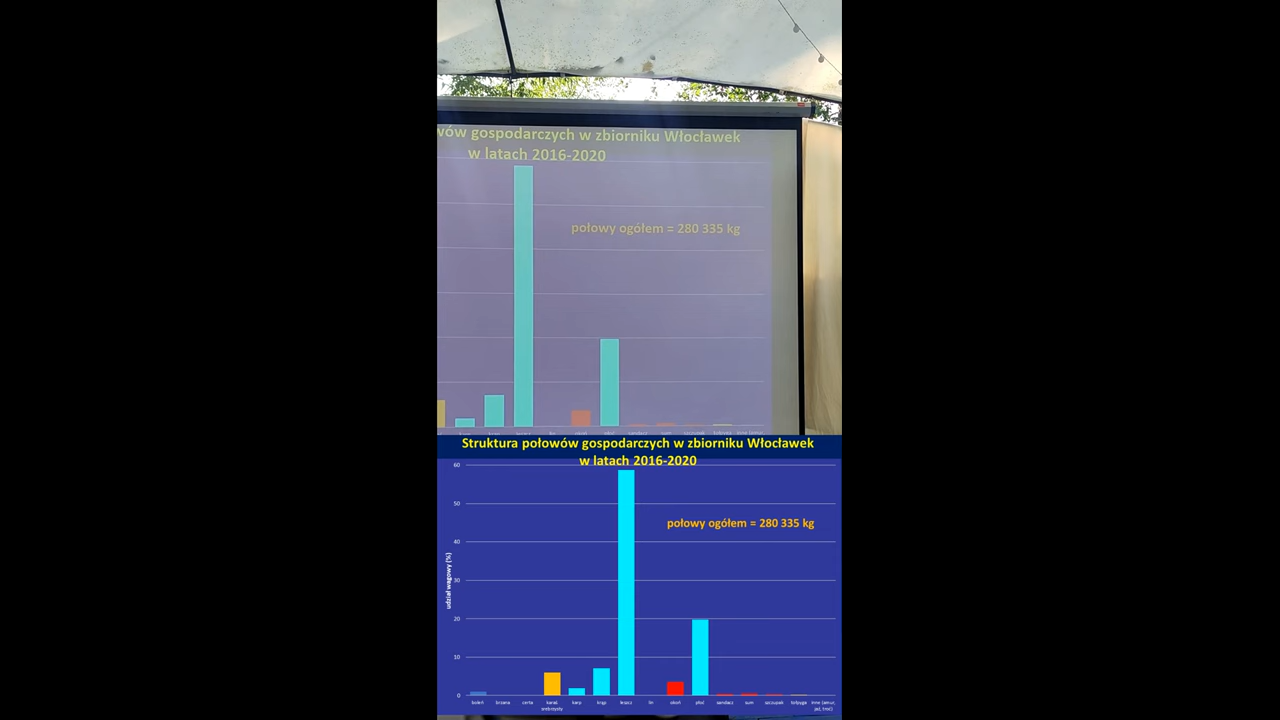 wów gospodarczych w zbiorniku Włocławek
w latach 2016-2020
połowy ogółem = 280 335 kg
Struktura połowów gospodarczych w zbiorniku Włocławek
w latach 2016-2020
60
połowy ogółem = 280 335 kg
50
40
30
20
10
0
udział wagowy (%)
boleń brzana certa karaś srebrzysty karp krąp leszcz lin okoń płoć sandacz sum szczupak tołpyga inne (amur, jaź, troć)